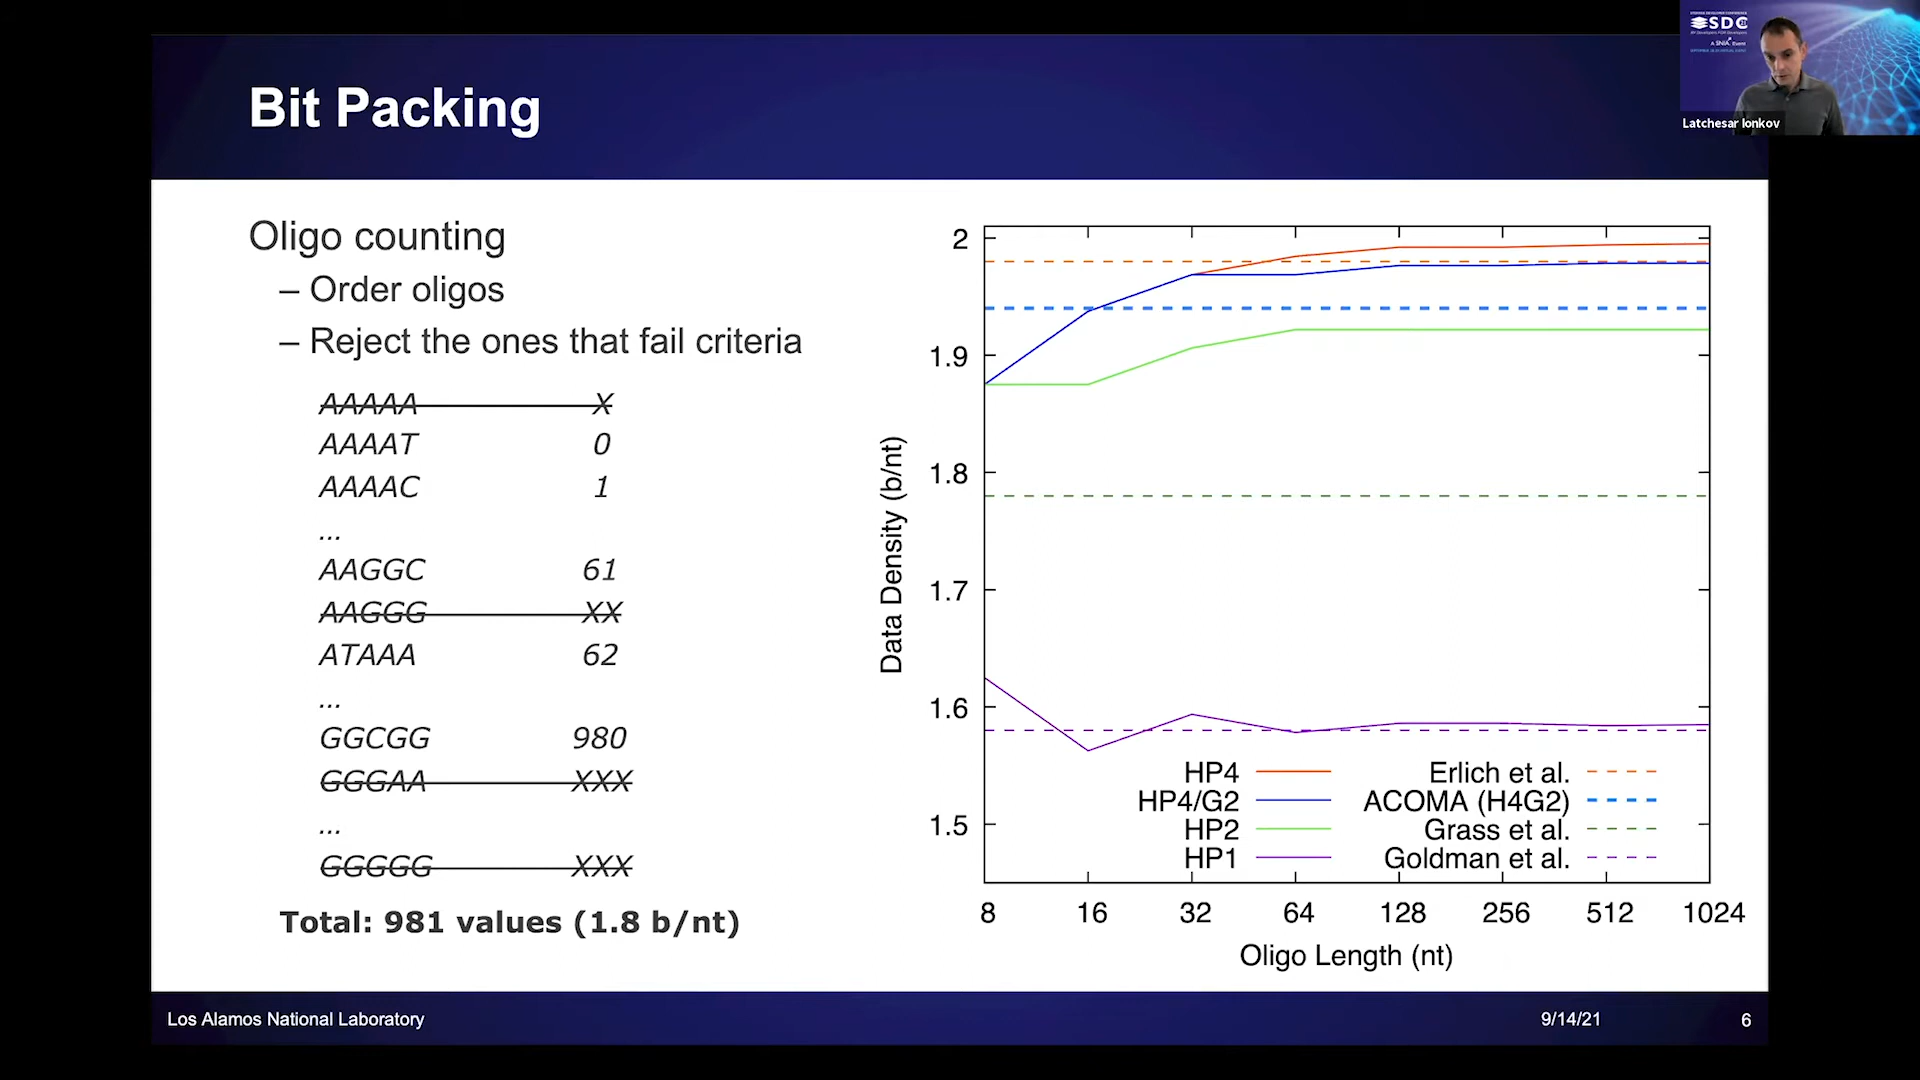 Bit Packing
Oligo counting
– Order oligos
– Reject the ones that fail criteria
AAAAA X
AAAAT 0
AAAAC 1
...
AAGGC 61
AAGGG XX
ATAAA 62
...
GGCGG 980
GGGAA XXX
...
GGGGG XXX
Total: 981 values (1.8 b/nt)
Data Density (b/nt)
2
1.9
1.8
1.7
1.6
1.5
HP4 Erlich et al.
HP4/G2 ACOMA (H4G2)
HP2 Grass et al.
HP1 Goldman et al.
8 16 32 64 128 256 512 1024
Oligo Length (nt)
Los Alamos National Laboratory 9/14/21 6
SDC
A SNIA Event
Latchesar Ionkov